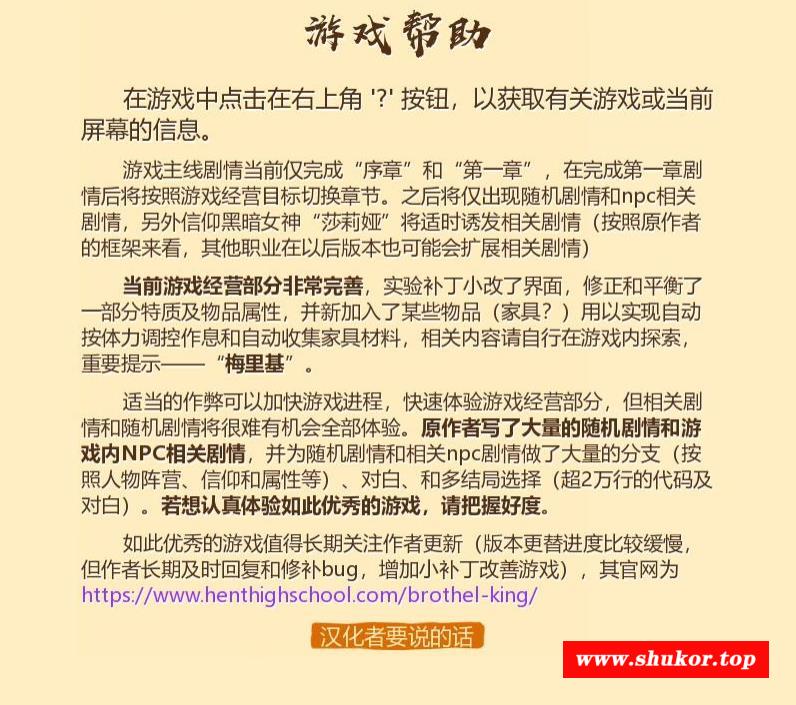 游戏帮助
在游戏中点击在右上角 '?' 按钮，以获取有关游戏或当前
屏幕的信息。
游戏主线剧情当前仅完成“序章”和“第一章”，在完成第一章剧
情后将按照游戏经营目标切换章节。之后将仅出现随机剧情和npc相关
剧情，另外信仰黑暗女神“莎莉娅”将适时诱发相关剧情（按照原作者
的框架来看，其他职业在以后版本也可能会扩展相关剧情）
当前游戏经营部分非常完善，实验补丁小改了界面，修正和平衡了
一部分特质及物品属性，并新加入了某些物品（家具？）用以实现自动
按体力调控作息和自动收集家具材料，相关内容请自行在游戏内探索，
重要提示——“梅里基”。
适当的作弊可以加快游戏进程，快速体验游戏经营部分，但相关剧
情和随机剧情将很难有机会全部体验。原作者写了大量的随机剧情和游
戏内NPC相关剧情，并为随机剧情和相关npc剧情做了大量的分支（按
照人物阵营、信仰和属性等）、对白、和多结局选择（超2万行的代码及
对白）。若想认真体验如此优秀的游戏，请把握好度。
如此优秀的游戏值得长期关注作者更新（版本更替进度比较缓慢，
但作者长期及时回复和修补bug，增加小补丁改善游戏），其官网为
https://www.henthighschool.com/brothel-king/
汉化者要说的话
www.shukor.top